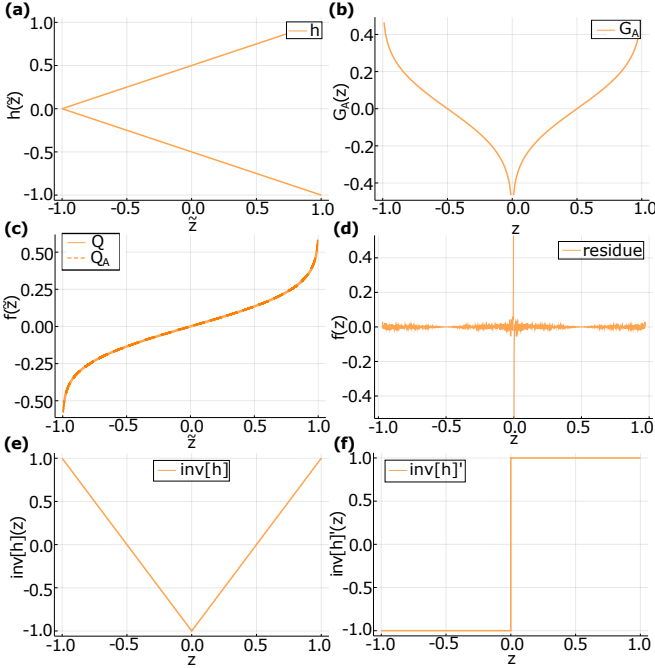 (a)
h
1.0
0.5
0.0
-0.5
-1.0
h(z̃)
-1.0 -0.5 0.0 0.5 1.0
z̃
(b)
G_A
0.4
0.2
0.0
-0.2
-0.4
G_A(z)
-1.0 -0.5 0.0 0.5 1.0
z
(c)
Q
Q_A
0.50
0.25
0.00
-0.25
-0.50
f(z̃)
-1.0 -0.5 0.0 0.5 1.0
z̃
(d)
residue
0.4
0.2
0.0
-0.2
-0.4
f(z)
-1.0 -0.5 0.0 0.5 1.0
z
(e)
inv[h]
1.0
0.5
0.0
-0.5
-1.0
inv[h](z)
-1.0 -0.5 0.0 0.5 1.0
z
(f)
inv[h]'
1.0
0.5
0.0
-0.5
-1.0
inv[h]'(z)
-1.0 -0.5 0.0 0.5 1.0
z